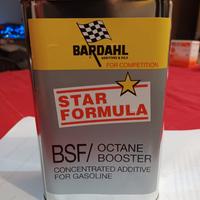 BARDAHL
ADDITIVES & OILS
FOR COMPETITION
STAR
FORMULA
BSF/ OCTANE
BOOSTER
CONCENTRATED ADDITIVE
FOR GASOLINE